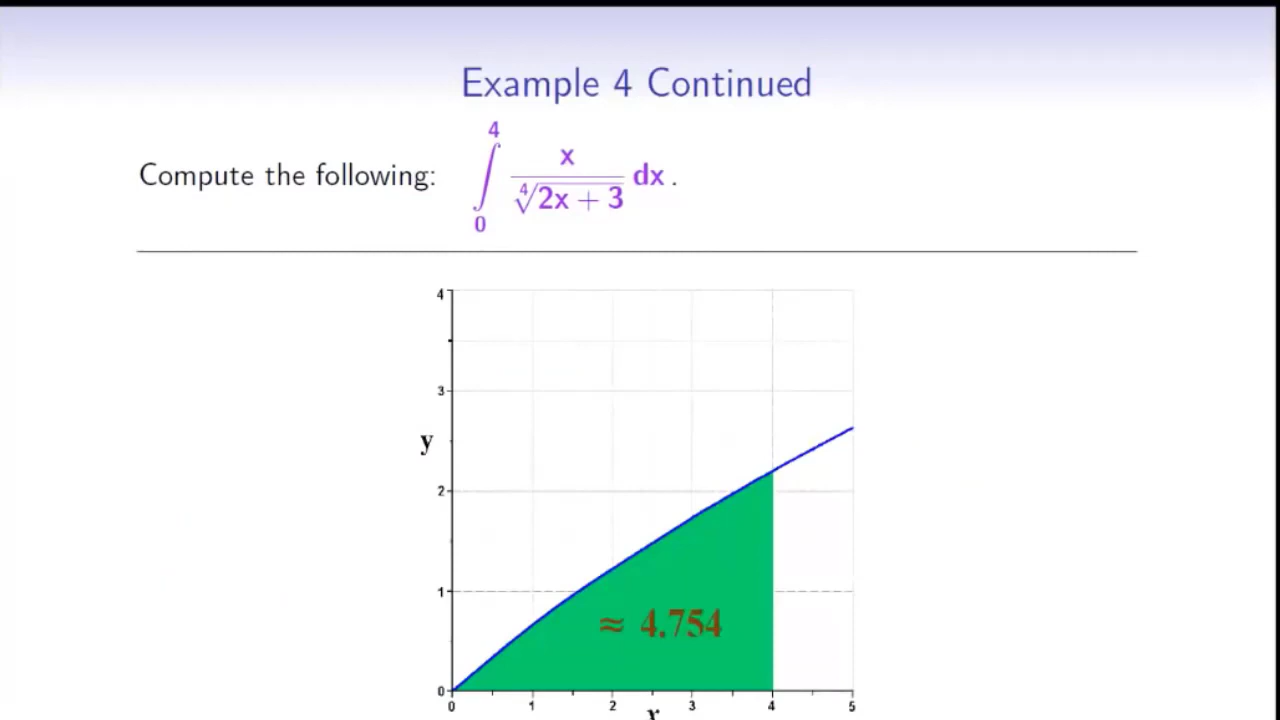 Example 4 Continued
Compute the following: ∫₀⁴ x / ∜(2x + 3) dx .
4
3
y
2
1
≈ 4.754
0
0 1 2 3 4 5
x